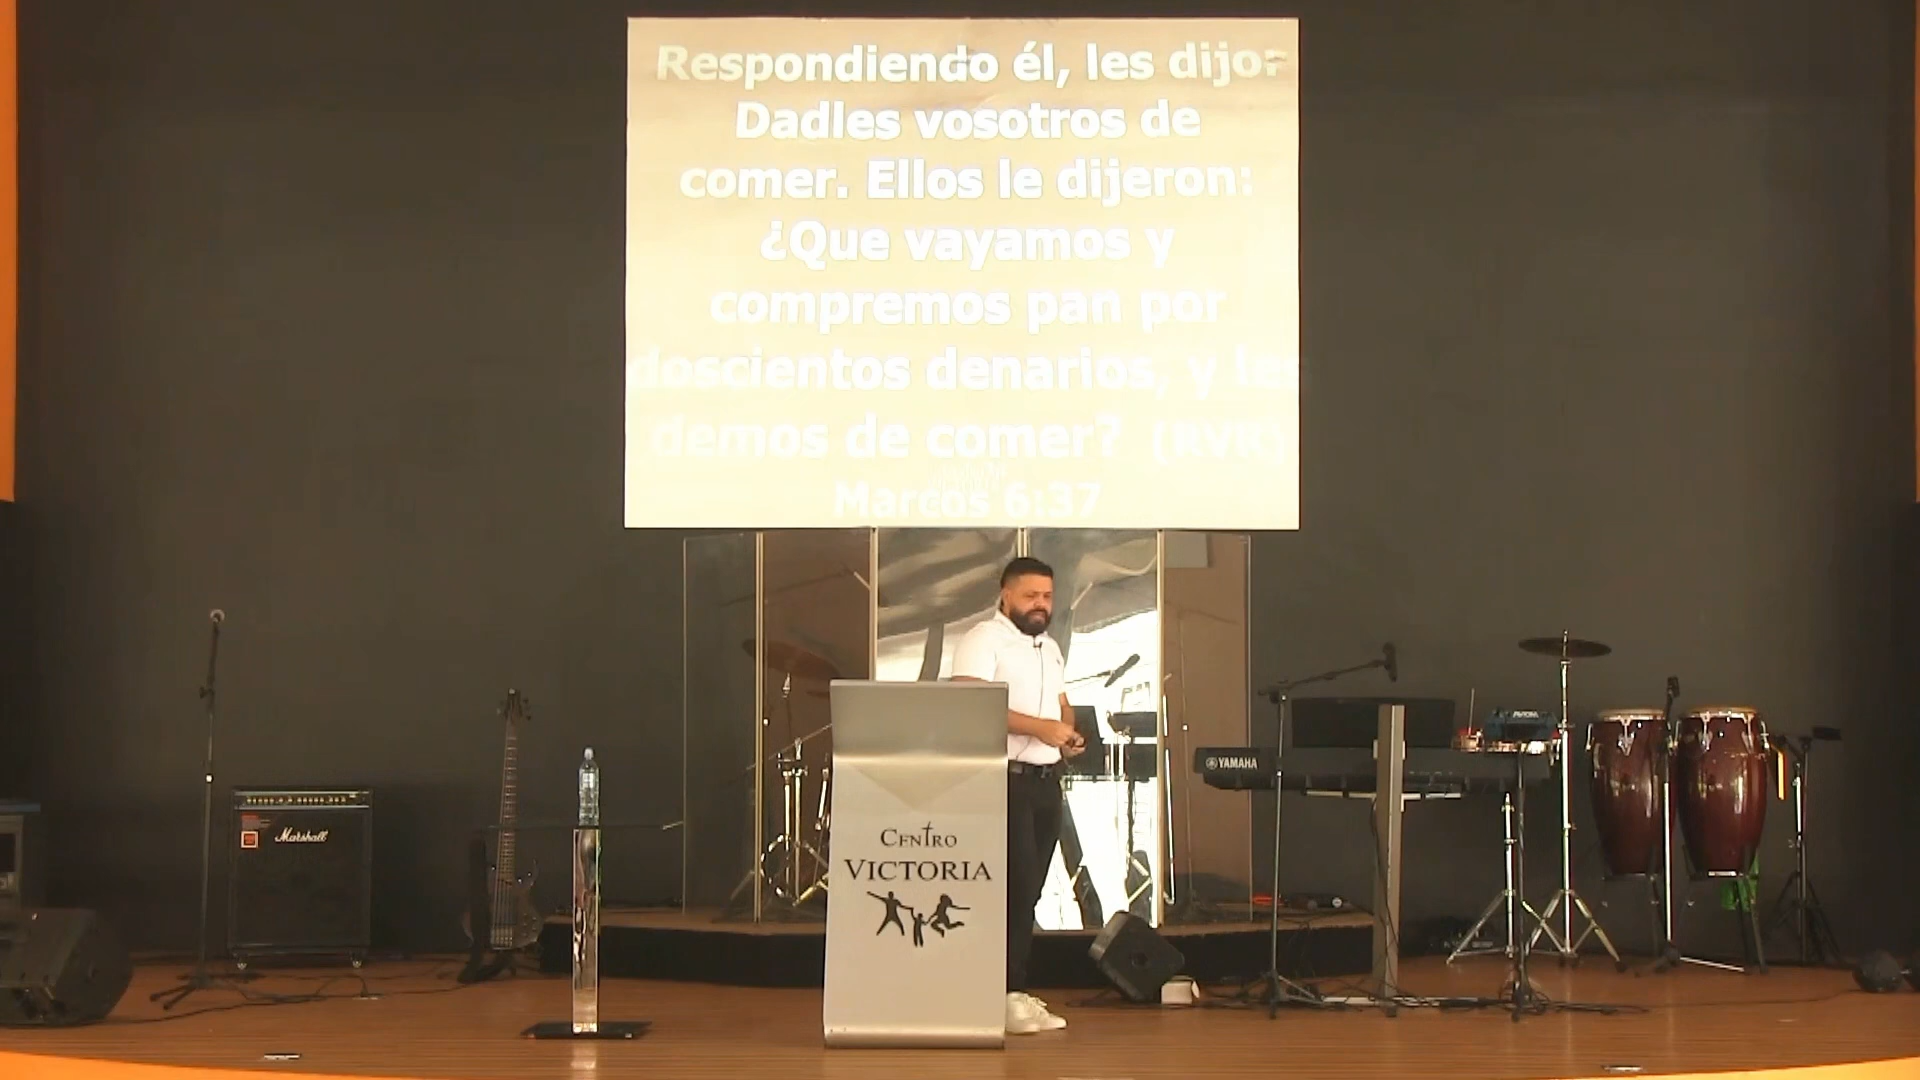 Respondiendo él, les dijo:
Dadles vosotros de
comer. Ellos le dijeron:
¿Que vayamos y
compremos pan por
doscientos denarios, y les
demos de comer? (RVR)
Marcos 6:37
Marshall
YAMAHA
CENTRO
VICTORIA